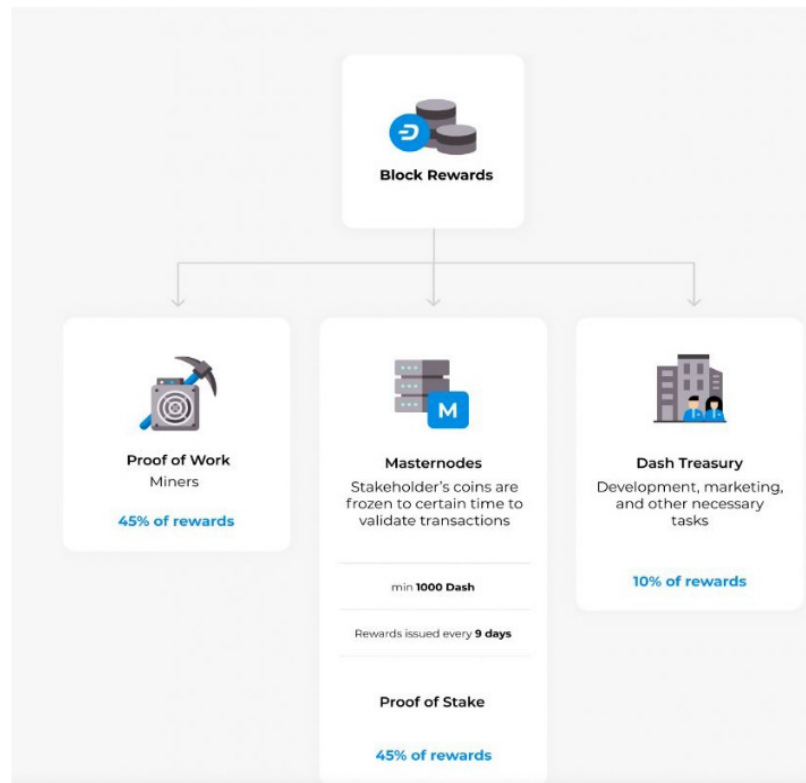 Block Rewards
Proof of Work
Miners
45% of rewards
M
Masternodes
Stakeholder's coins are
frozen to certain time to
validate transactions
min 1000 Dash
Rewards issued every 9 days
Proof of Stake
45% of rewards
Dash Treasury
Development, marketing,
and other necessary
tasks
10% of rewards